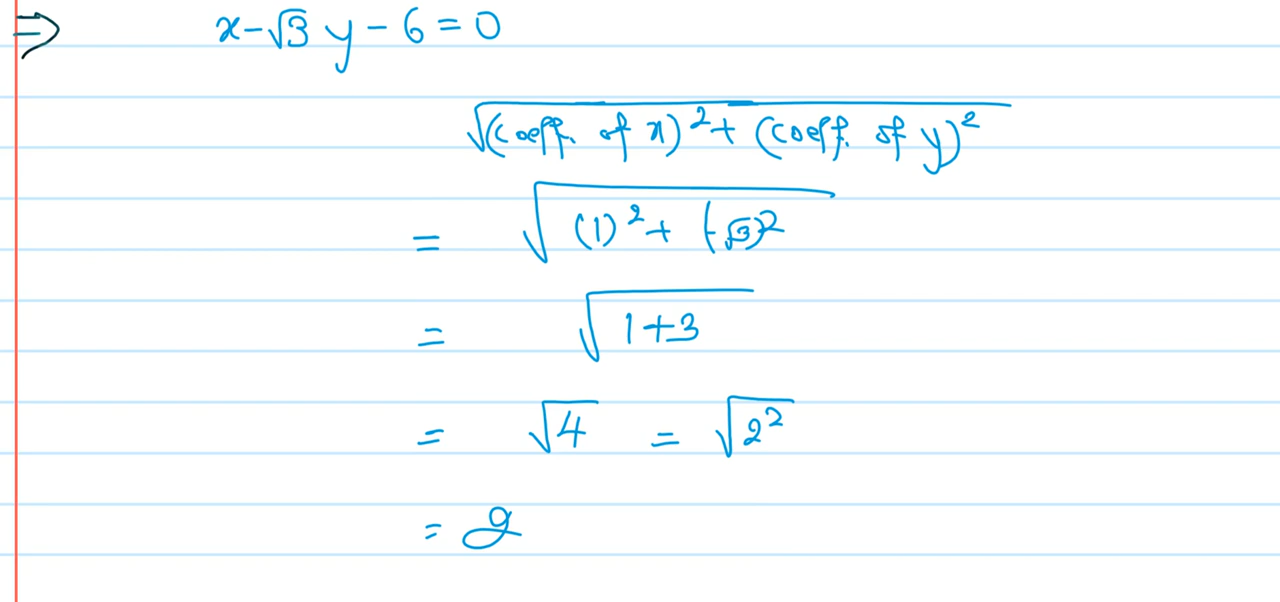 ⇒ x-√3 y - 6 = 0
√(coeff. of x)² + (coeff. of y)²
= √(1)² + (-√3)²
= √1+3
= √4 = √2²
= 2